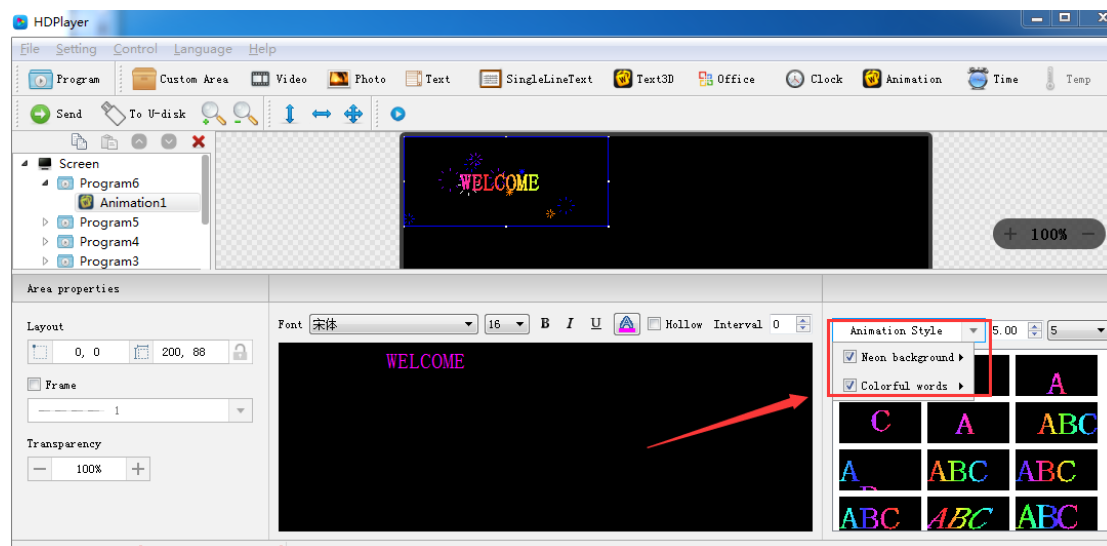 HDPlayer
File Setting Control Language Help
Program Custom Area Video Photo Text SingleLineText Text3D Office Clock Animation Time Temp
Send To U-disk
Screen
Program6
Animation1
Program5
Program4
Program3
WELCOME
+ 100% −
Area properties
Layout
0, 0 200, 88
Frame
1
Transparency
− 100% +
Font 宋体 16 B I U A Hollow Interval 0
WELCOME
Animation Style 5.00 5
Neon background
Colorful words
A
C A ABC
A ABC ABC
ABC ABC ABC